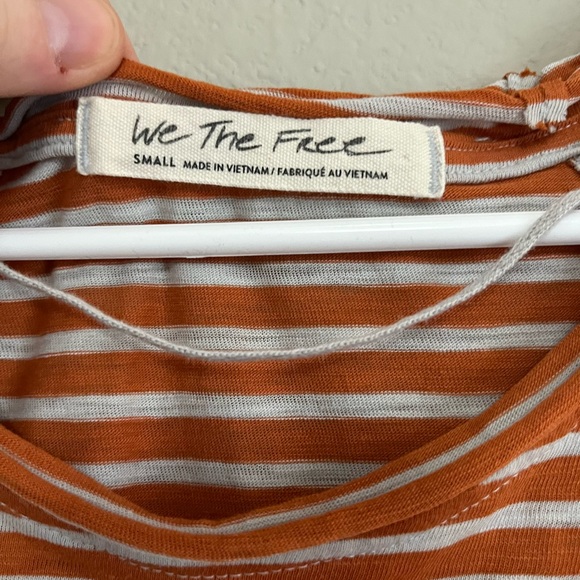 We The Free
SMALL MADE IN VIETNAM / FABRIQUÉ AU VIETNAM